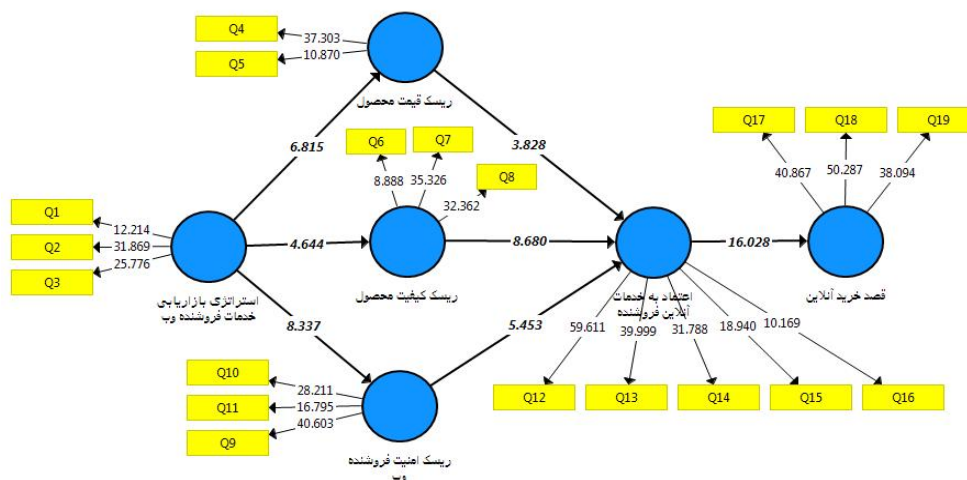 Q4
37.303
Q5
10.870
ریسک قیمت محصول
6.815
3.828
Q6
Q7
Q8
8.888
35.326
32.362
Q17
Q18
Q19
40.867
50.287
38.094
Q1
12.214
Q2
31.869
Q3
25.776
استراتژی بازاریابی
خدمات فروشنده وب
4.644
ریسک کیفیت محصول
8.680
اعتماد به خدمات
آنلاین فروشنده
16.028
قصد خرید آنلاین
8.337
5.453
59.611
39.999
31.788
18.940
10.169
Q10
28.211
Q11
16.795
Q9
40.603
ریسک امنیت فروشنده
وب
Q12
Q13
Q14
Q15
Q16